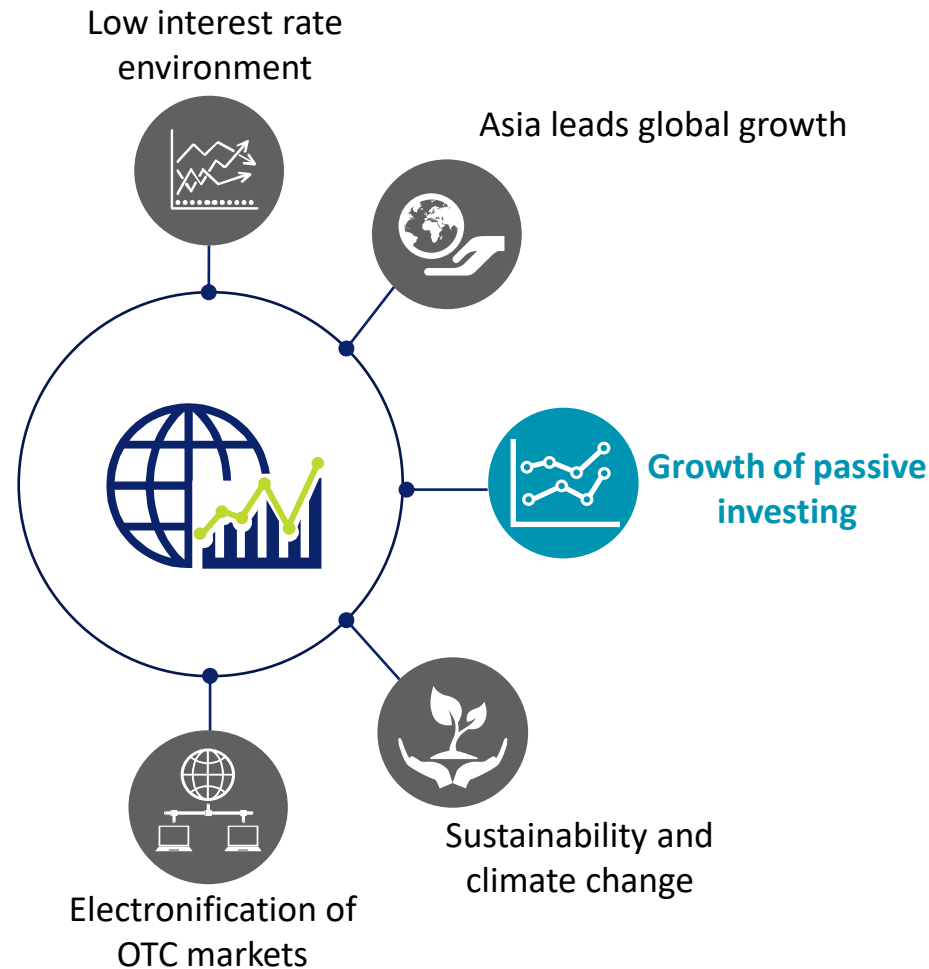 Low interest rate
environment
Asia leads global growth
Growth of passive
investing
Sustainability and
climate change
Electronification of
OTC markets